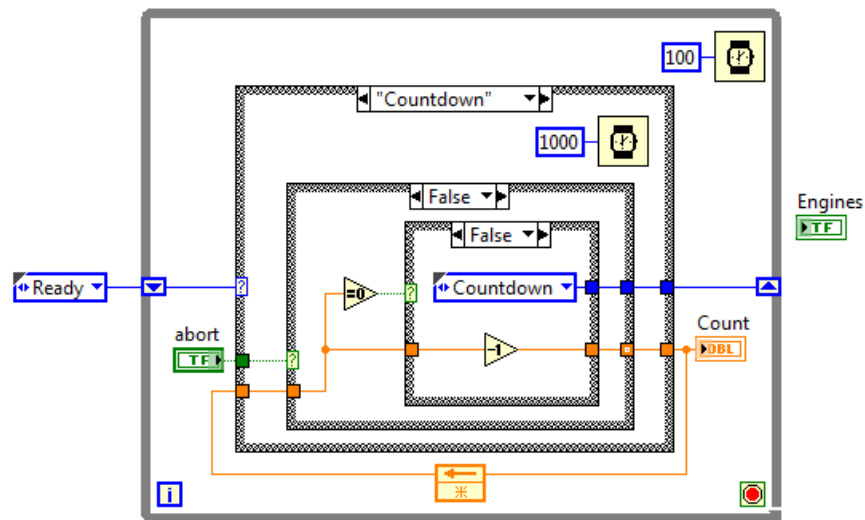 100
"Countdown"
1000
Engines
TF
False
False
Ready
?
=0
?
Countdown
abort
TF
?
-1
Count
DBL
i